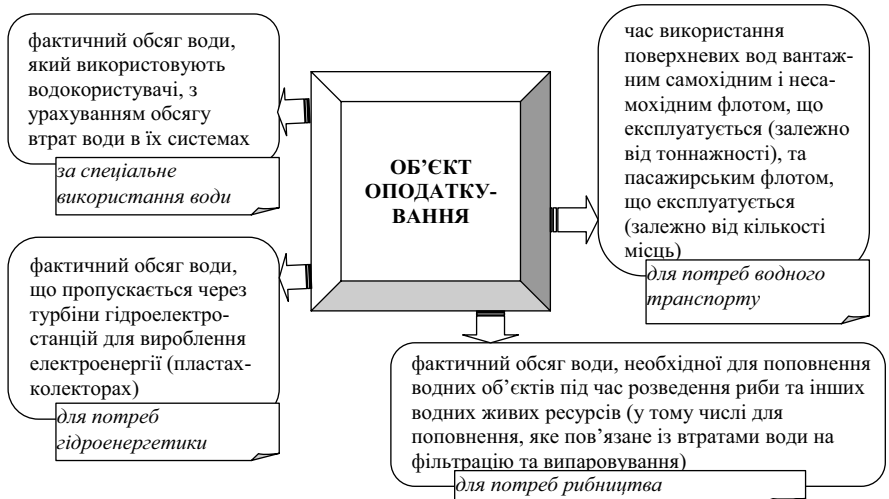 фактичний обсяг води,
який використовують
водокористувачі, з
урахуванням обсягу
втрат води в їх системах
за спеціальне
використання води
ОБ’ЄКТ
ОПОДАТКУ-
ВАННЯ
час використання
поверхневих вод вантаж-
ним самохідним і неса-
мохідним флотом, що
експлуатується (залежно
від тоннажності), та
пасажирським флотом,
що експлуатується
(залежно від кількості
місць)
для потреб водного
транспорту
фактичний обсяг води,
що пропускається через
турбіни гідроелектро-
станцій для вироблення
електроенергії (пластах-
колекторах)
для потреб
гідроенергетики
фактичний обсяг води, необхідної для поповнення
водних об’єктів під час розведення риби та інших
водних живих ресурсів (у тому числі для
поповнення, яке пов’язане із втратами води на
фільтрацію та випаровування)
для потреб рибництва